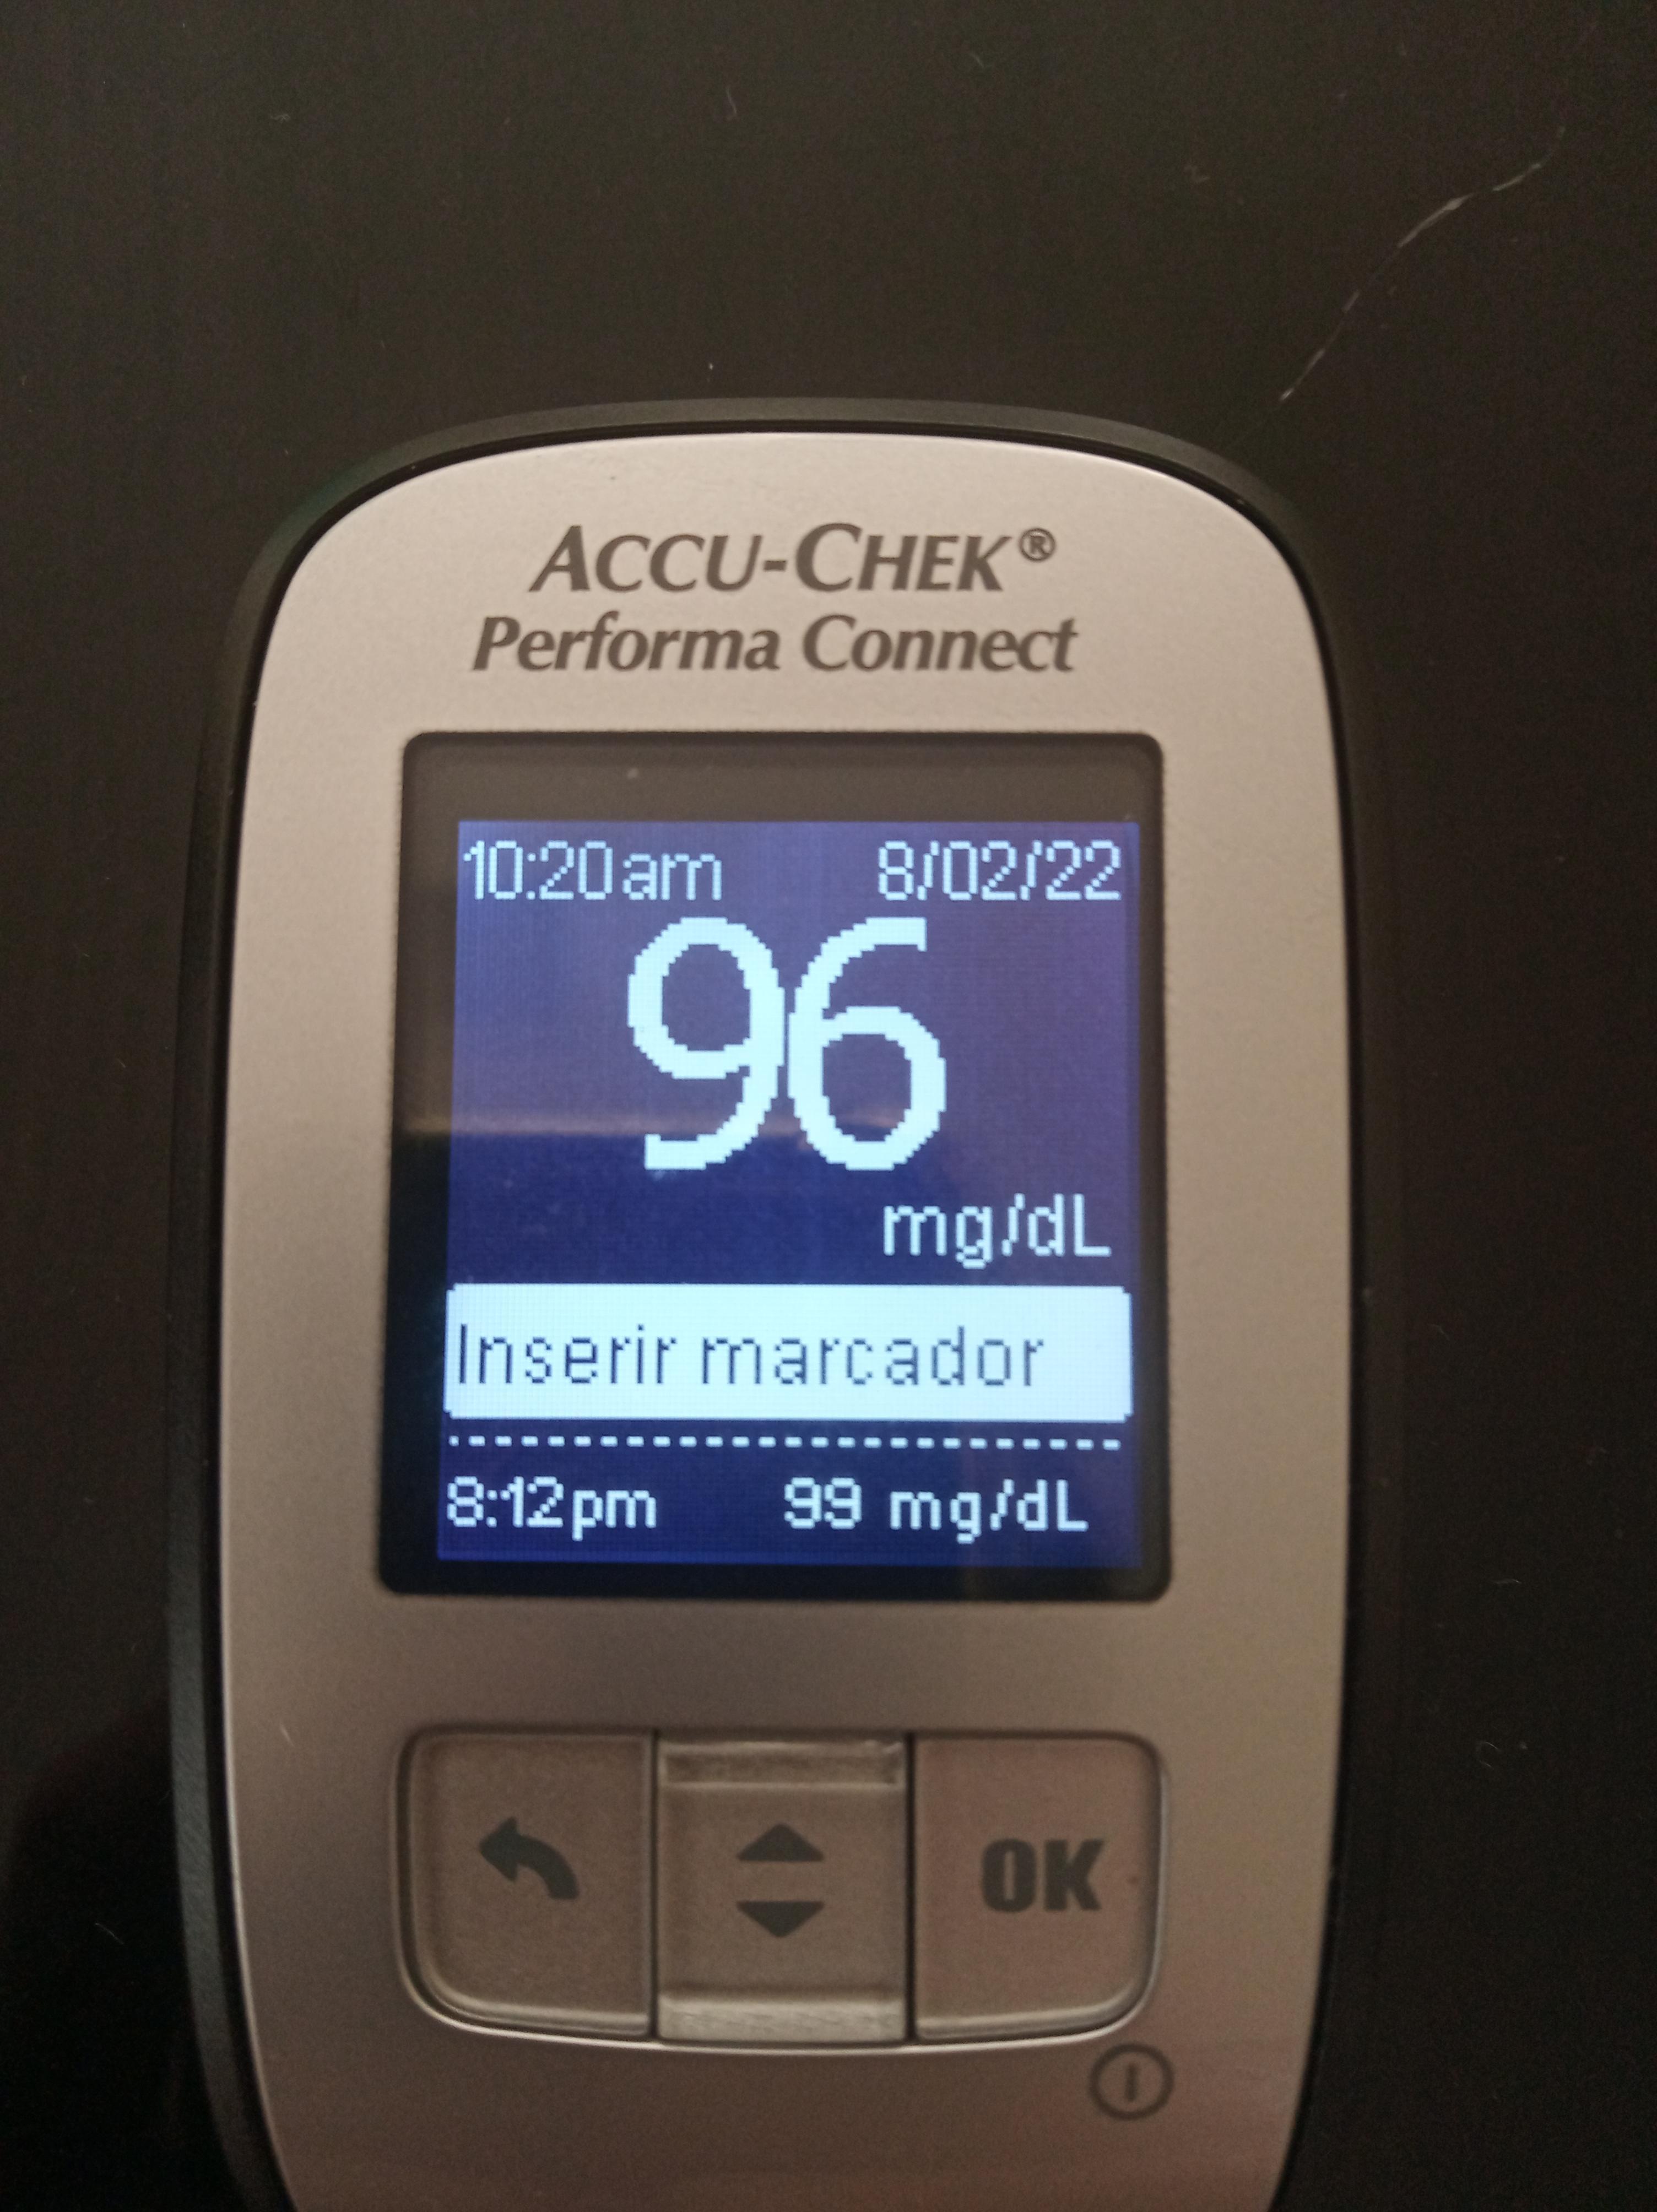 ACCU-CHEK®
Performa Connect
10:20am 8/02/22
96
mg/dL
Inserir marcador
8:12pm 99 mg/dL
OK